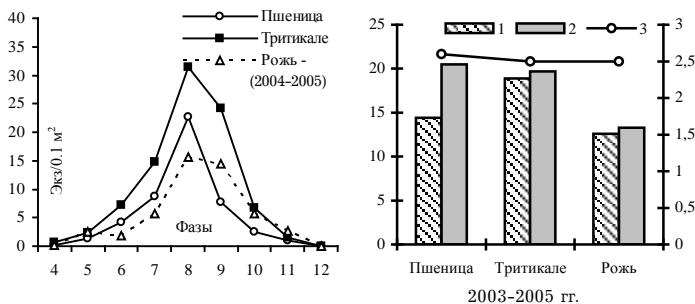 Пшеница
Тритикале
Рожь -
(2004-2005)
40
35
30
25
20
15
10
5
0
Экз/0.1 м²
Фазы
4 5 6 7 8 9 10 11 12
1 2 3
25
20
15
10
5
0
3
2,5
2
1,5
1
0,5
0
Пшеница Тритикале Рожь
2003-2005 гг.